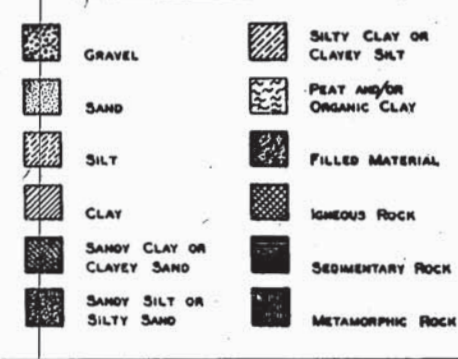 GRAVEL
SAND
SILT
CLAY
SANDY CLAY OR
CLAYEY SAND
SANDY SILT OR
SILTY SAND
SILTY CLAY OR
CLAYEY SILT
PEAT AND/OR
ORGANIC CLAY
FILLED MATERIAL
IGNEOUS ROCK
SEDIMENTARY ROCK
METAMORPHIC ROCK